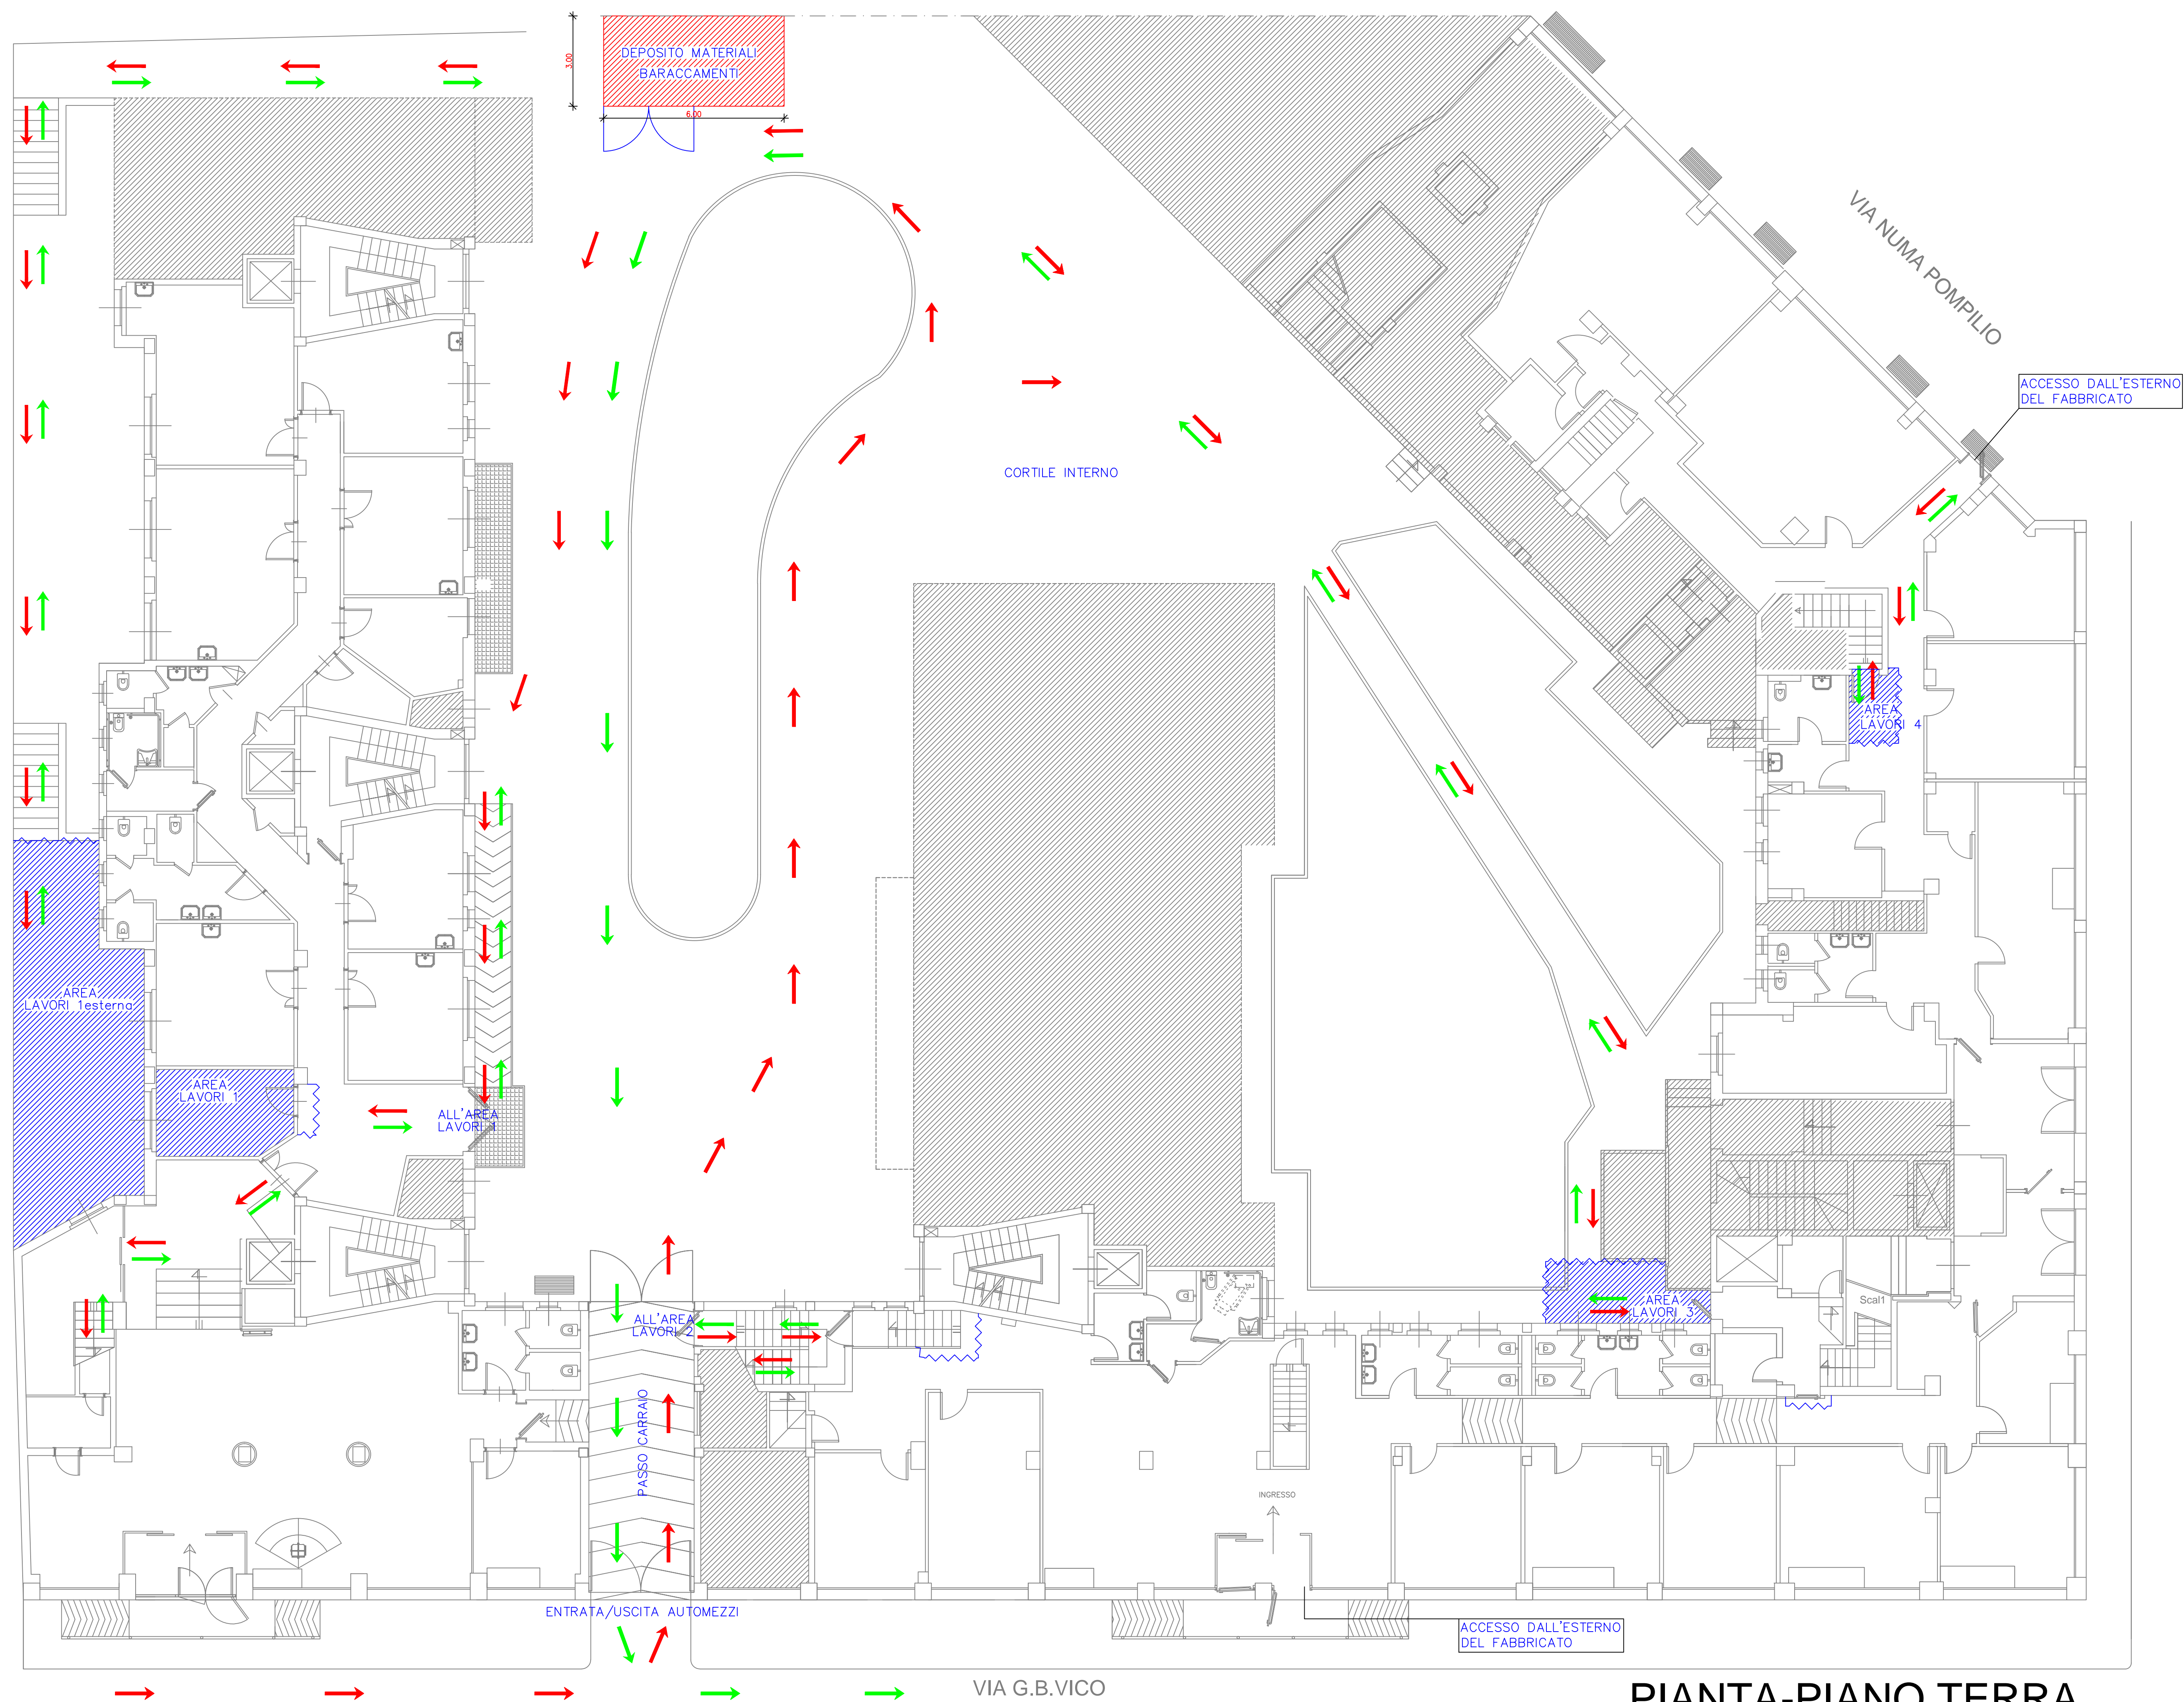 DEPOSITO MATERIALI
BARACCAMENTI
3.00
6.00
VIA NUMA POMPILIO
ACCESSO DALL'ESTERNO
DEL FABBRICATO
CORTILE INTERNO
AREA
LAVORI 4
AREA
LAVORI 1esterna
AREA
LAVORI 1
ALL'AREA
LAVORI 1
ALL'AREA
LAVORI 2
AREA
LAVORI 3
Scal1
PASSO CARRAIO
INGRESSO
ENTRATA/USCITA AUTOMEZZI
ACCESSO DALL'ESTERNO
DEL FABBRICATO
VIA G.B.VICO
PIANTA-PIANO TERRA